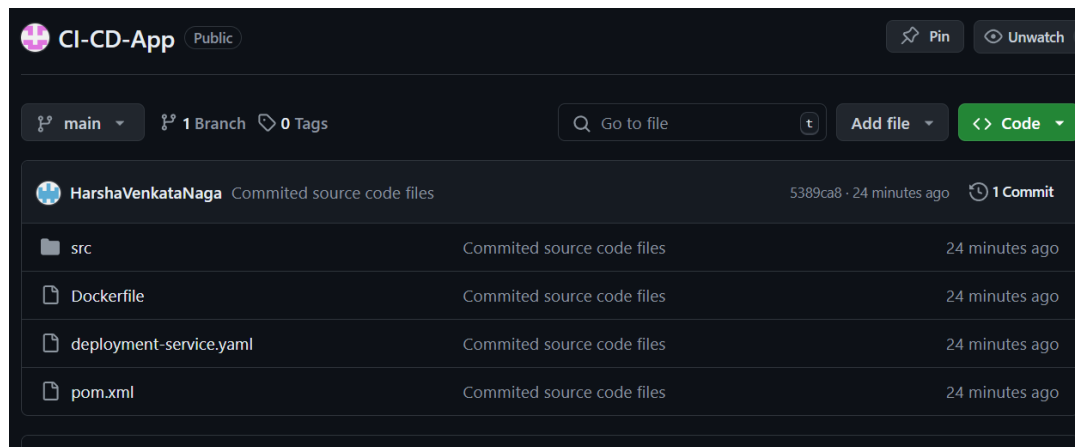 CI-CD-App Public Pin Unwatch
main 1 Branch 0 Tags Go to file t Add file <> Code
HarshaVenkataNaga Commited source code files 5389ca8 · 24 minutes ago 1 Commit
src Commited source code files 24 minutes ago
Dockerfile Commited source code files 24 minutes ago
deployment-service.yaml Commited source code files 24 minutes ago
pom.xml Commited source code files 24 minutes ago